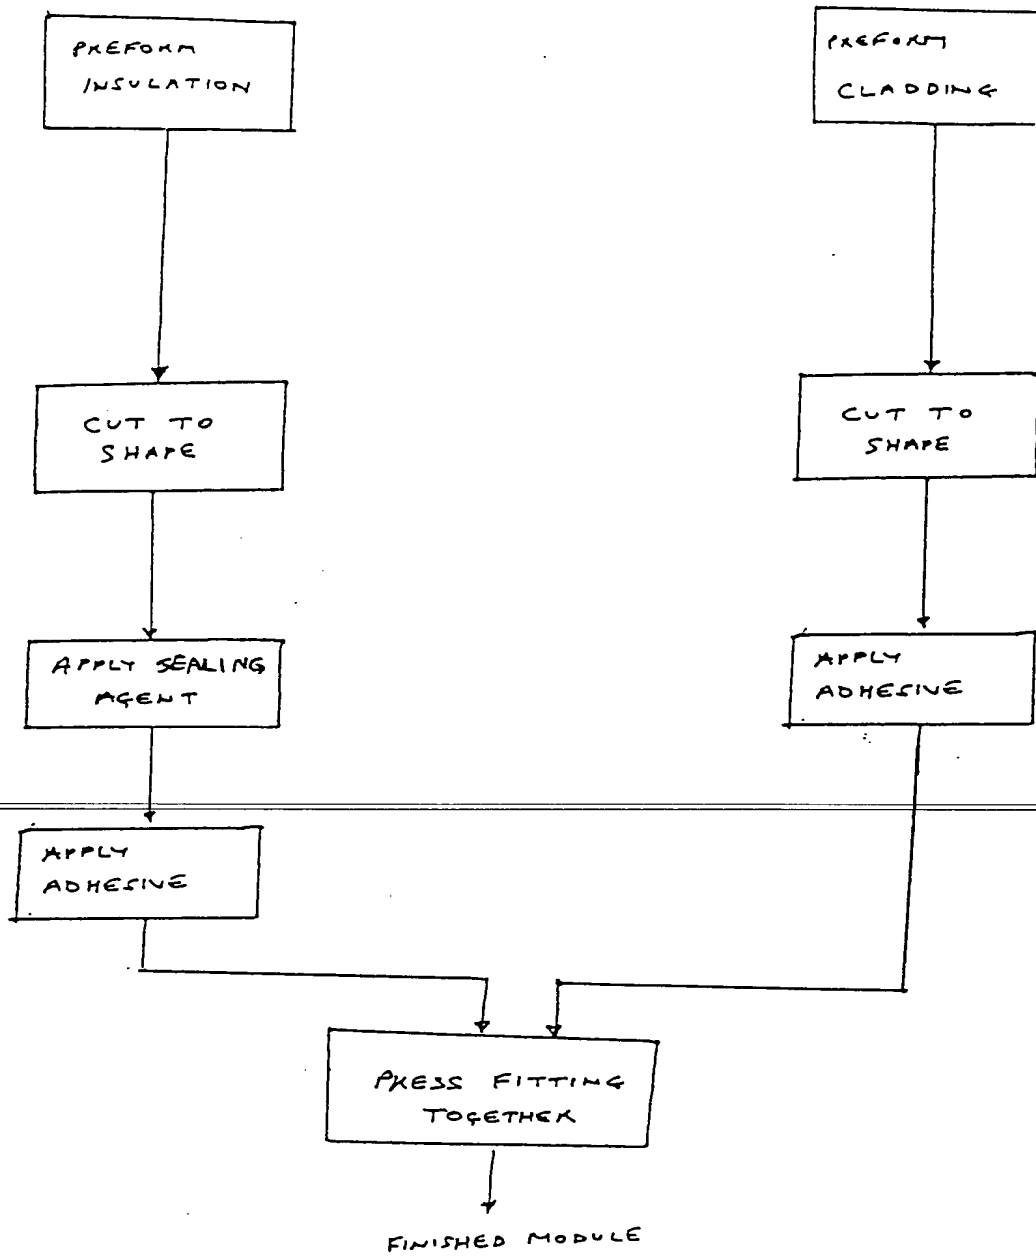 PREFORM
INSULATION
PREFORM
CLADDING
CUT TO
SHAPE
CUT TO
SHAPE
APPLY SEALING
AGENT
APPLY
ADHESIVE
APPLY
ADHESIVE
PRESS FITTING
TOGETHER
FINISHED MODULE